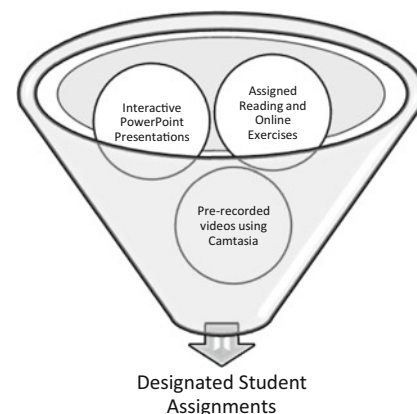 Interactive
PowerPoint
Presentations
Assigned
Reading and
Online
Exercises
Pre-recorded
videos using
Camtasia
Designated Student
Assignments